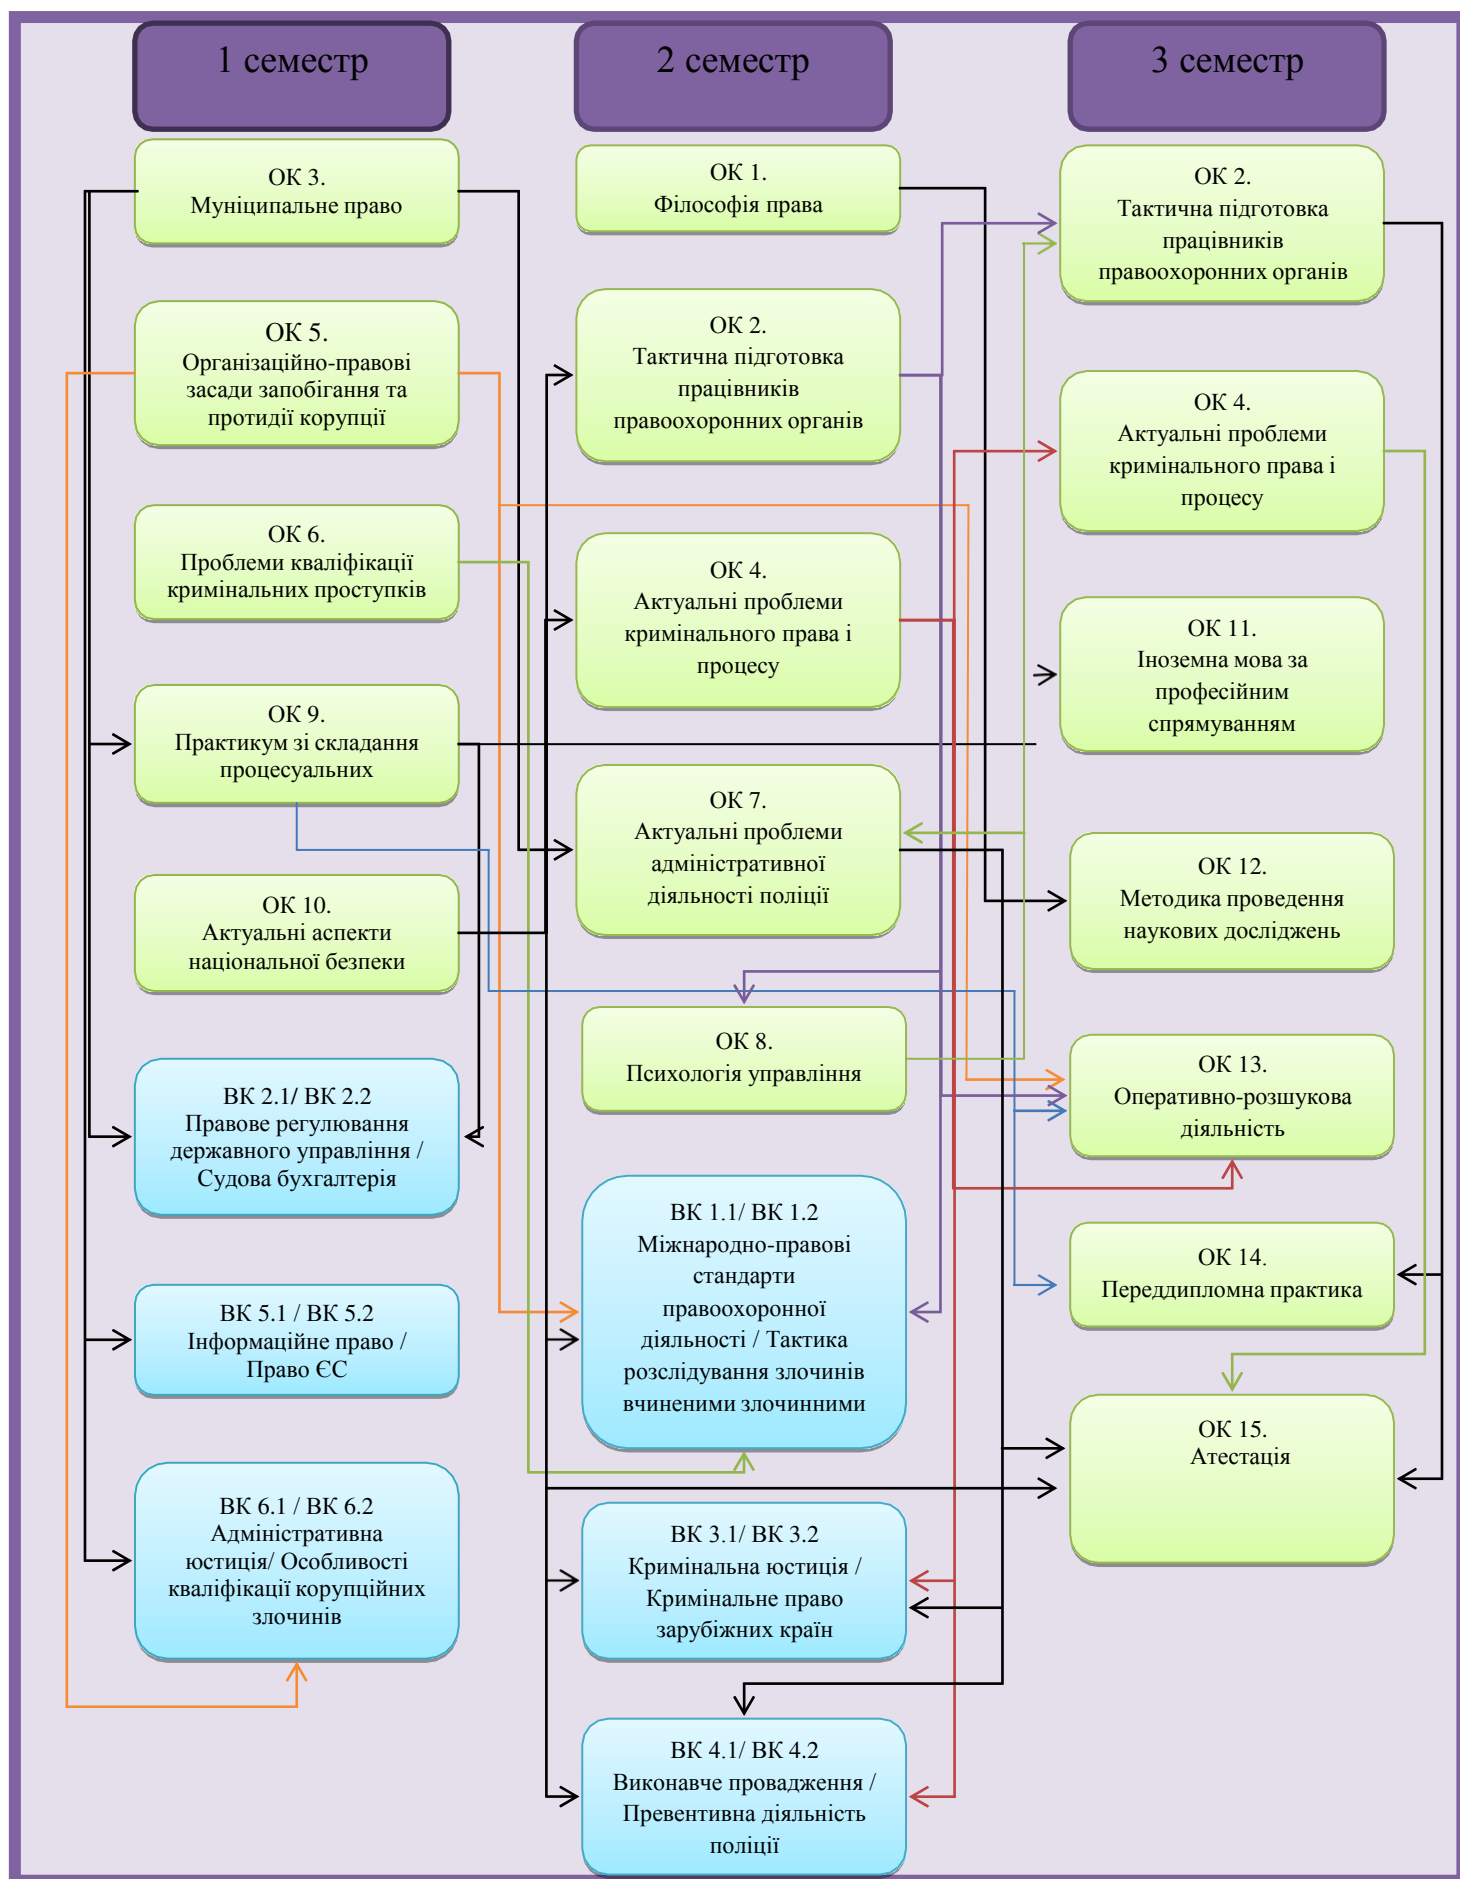 1 семестр
2 семестр
3 семестр
ОК 3.
Муніципальне право
ОК 5.
Організаційно-правові
засади запобігання та
протидії корупції
ОК 6.
Проблеми кваліфікації
кримінальних проступків
ОК 9.
Практикум зі складання
процесуальних
ОК 10.
Актуальні аспекти
національної безпеки
ВК 2.1/ ВК 2.2
Правове регулювання
державного управління /
Судова бухгалтерія
ВК 5.1 / ВК 5.2
Інформаційне право /
Право ЄС
ВК 6.1 / ВК 6.2
Адміністративна
юстиція/ Особливості
кваліфікації корупційних
злочинів
ОК 1.
Філософія права
ОК 2.
Тактична підготовка
працівників
правоохоронних органів
ОК 4.
Актуальні проблеми
кримінального права і
процесу
ОК 7.
Актуальні проблеми
адміністративної
діяльності поліції
ОК 8.
Психологія управління
ВК 1.1/ ВК 1.2
Міжнародно-правові
стандарти
правоохоронної
діяльності / Тактика
розслідування злочинів
вчиненими злочинними
ВК 3.1/ ВК 3.2
Кримінальна юстиція /
Кримінальне право
зарубіжних країн
ВК 4.1/ ВК 4.2
Виконавче провадження /
Превентивна діяльність
поліції
ОК 2.
Тактична підготовка
працівників
правоохоронних органів
ОК 4.
Актуальні проблеми
кримінального права і
процесу
ОК 11.
Іноземна мова за
професійним
спрямуванням
ОК 12.
Методика проведення
наукових досліджень
ОК 13.
Оперативно-розшукова
діяльність
ОК 14.
Переддипломна практика
ОК 15.
Атестація